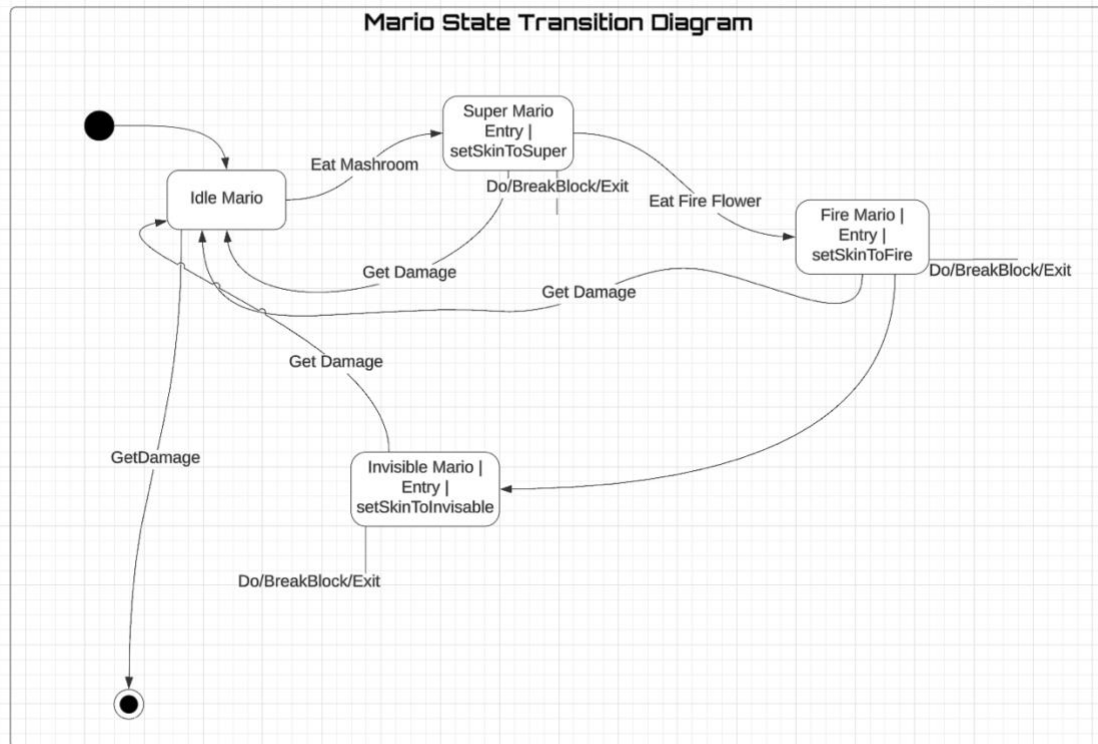 Mario State Transition Diagram
Super Mario
Entry |
setSkinToSuper
Eat Mashroom
Do/BreakBlock/Exit
Idle Mario
Eat Fire Flower
Fire Mario |
Entry |
setSkinToFire
Get Damage
Do/BreakBlock/Exit
Get Damage
Get Damage
GetDamage
Invisible Mario |
Entry |
setSkinToInvisable
Do/BreakBlock/Exit